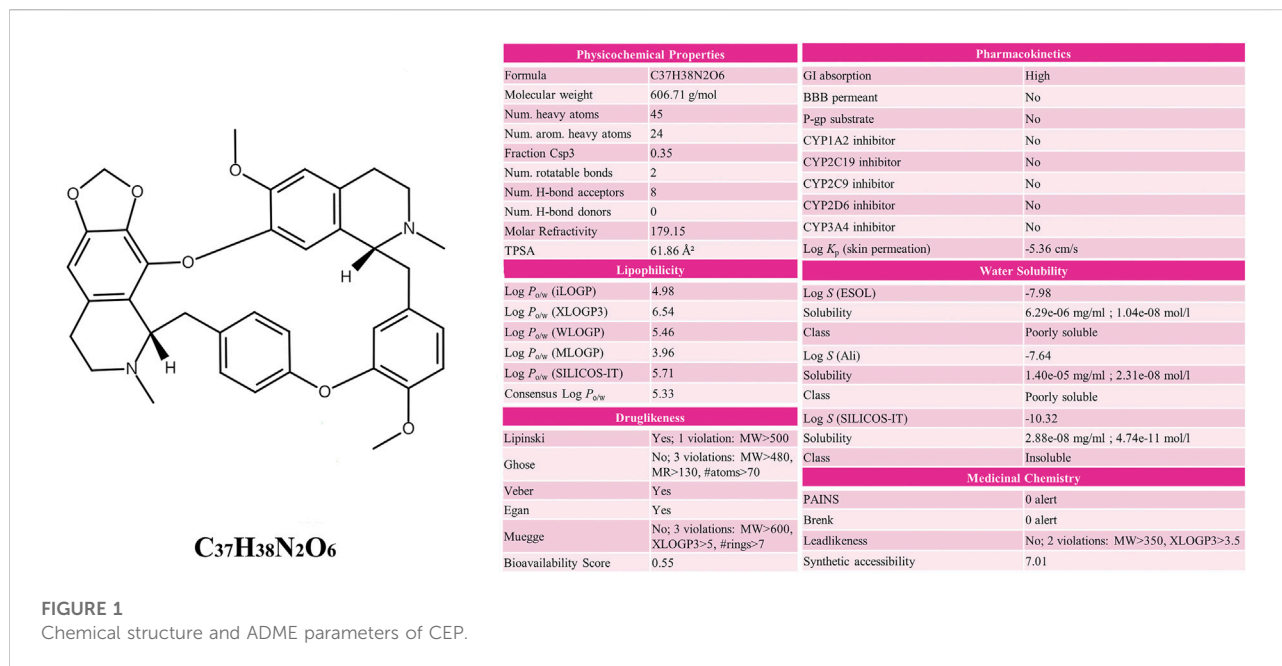 O
O
O
O
N
H
N
H
O
O
C37H38N2O6
Physicochemical Properties
Formula C37H38N2O6
Molecular weight 606.71 g/mol
Num. heavy atoms 45
Num. arom. heavy atoms 24
Fraction Csp3 0.35
Num. rotatable bonds 2
Num. H-bond acceptors 8
Num. H-bond donors 0
Molar Refractivity 179.15
TPSA 61.86 Å²
Lipophilicity
Log Po/w (iLOGP) 4.98
Log Po/w (XLOGP3) 6.54
Log Po/w (WLOGP) 5.46
Log Po/w (MLOGP) 3.96
Log Po/w (SILICOS-IT) 5.71
Consensus Log Po/w 5.33
Druglikeness
Lipinski Yes; 1 violation: MW>500
Ghose No; 3 violations: MW>480,
MR>130, #atoms>70
Veber Yes
Egan Yes
Muegge No; 3 violations: MW>600,
XLOGP3>5, #rings>7
Bioavailability Score 0.55
Pharmacokinetics
GI absorption High
BBB permeant No
P-gp substrate No
CYP1A2 inhibitor No
CYP2C19 inhibitor No
CYP2C9 inhibitor No
CYP2D6 inhibitor No
CYP3A4 inhibitor No
Log Kp (skin permeation) -5.36 cm/s
Water Solubility
Log S (ESOL) -7.98
Solubility 6.29e-06 mg/ml ; 1.04e-08 mol/l
Class Poorly soluble
Log S (Ali) -7.64
Solubility 1.40e-05 mg/ml ; 2.31e-08 mol/l
Class Poorly soluble
Log S (SILICOS-IT) -10.32
Solubility 2.88e-08 mg/ml ; 4.74e-11 mol/l
Class Insoluble
Medicinal Chemistry
PAINS 0 alert
Brenk 0 alert
Leadlikeness No; 2 violations: MW>350, XLOGP3>3.5
Synthetic accessibility 7.01
FIGURE 1
Chemical structure and ADME parameters of CEP.